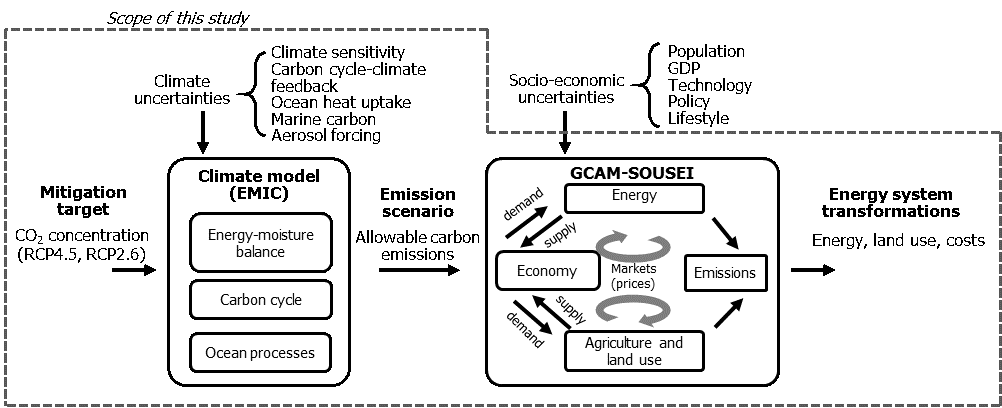 Scope of this study
Climate
uncertainties
Climate sensitivity
Carbon cycle-climate
feedback
Ocean heat uptake
Marine carbon
Aerosol forcing
Socio-economic
uncertainties
Population
GDP
Technology
Policy
Lifestyle
Mitigation
target
CO₂ concentration
(RCP4.5, RCP2.6)
Climate model
(EMIC)
Energy-moisture
balance
Carbon cycle
Ocean processes
Emission
scenario
Allowable carbon
emissions
GCAM-SOUSEI
demand
Energy
supply
Economy
Markets
(prices)
Emissions
supply
demand
Agriculture and
land use
Energy system
transformations
Energy, land use, costs